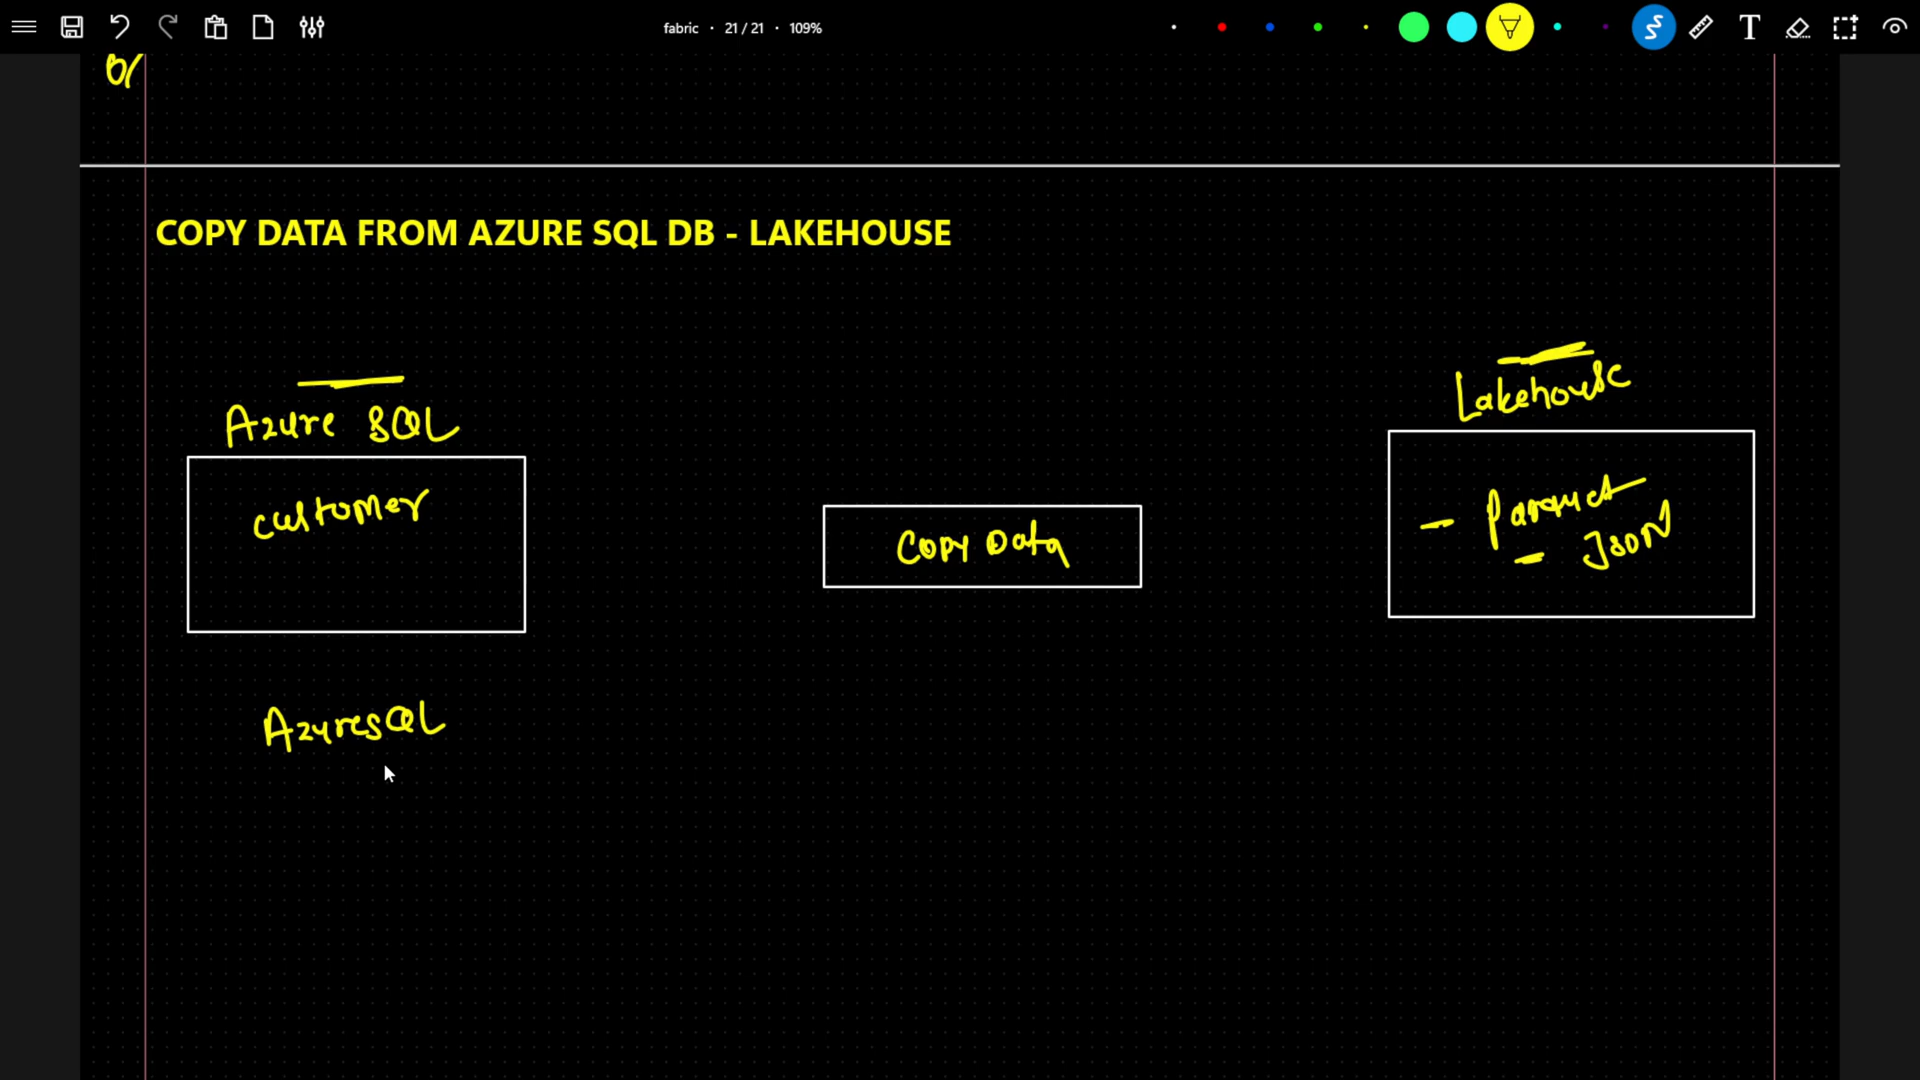 fabric · 21 / 21 · 109%
T
COPY DATA FROM AZURE SQL DB - LAKEHOUSE
Lakehouse
Azure SQL
customer
- Parquet
- JSON
Copy Data
AzureSQL